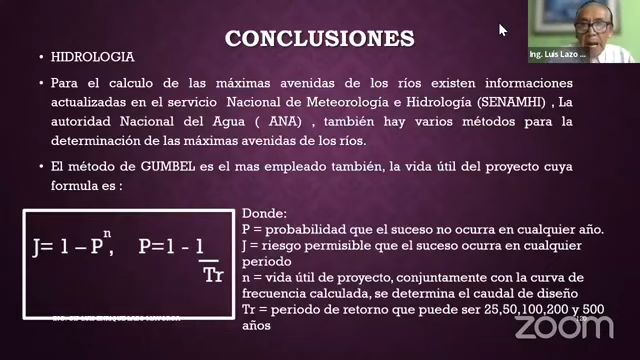 CONCLUSIONES
Ing. Luis Lazo ...
• HIDROLOGIA
• Para el calculo de las máximas avenidas de los ríos existen informaciones
actualizadas en el servicio Nacional de Meteorología e Hidrología (SENAMHI) , La
autoridad Nacional del Agua ( ANA) , también hay varios métodos para la
determinación de las máximas avenidas de los ríos.
• El método de GUMBEL es el mas empleado también, la vida útil del proyecto cuya
formula es :
J= 1 – Pⁿ, P=1 - 1
Tr
Donde:
P = probabilidad que el suceso no ocurra en cualquier año.
J = riesgo permisible que el suceso ocurra en cualquier
periodo
n = vida útil de proyecto, conjuntamente con la curva de
frecuencia calculada, se determina el caudal de diseño
Tr = periodo de retorno que puede ser 25,50,100,200 y 500
años
zoom